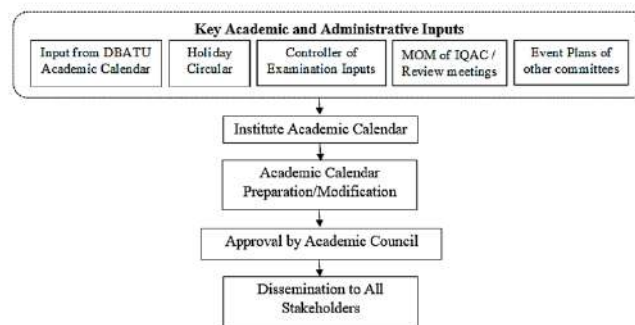 Key Academic and Administrative Inputs
Input from DBATU
Academic Calendar
Holiday
Circular
Controller of
Examination Inputs
MOM of IQAC /
Review meetings
Event Plans of
other committees
Institute Academic Calendar
Academic Calendar
Preparation/Modification
Approval by Academic Council
Dissemination to All
Stakeholders